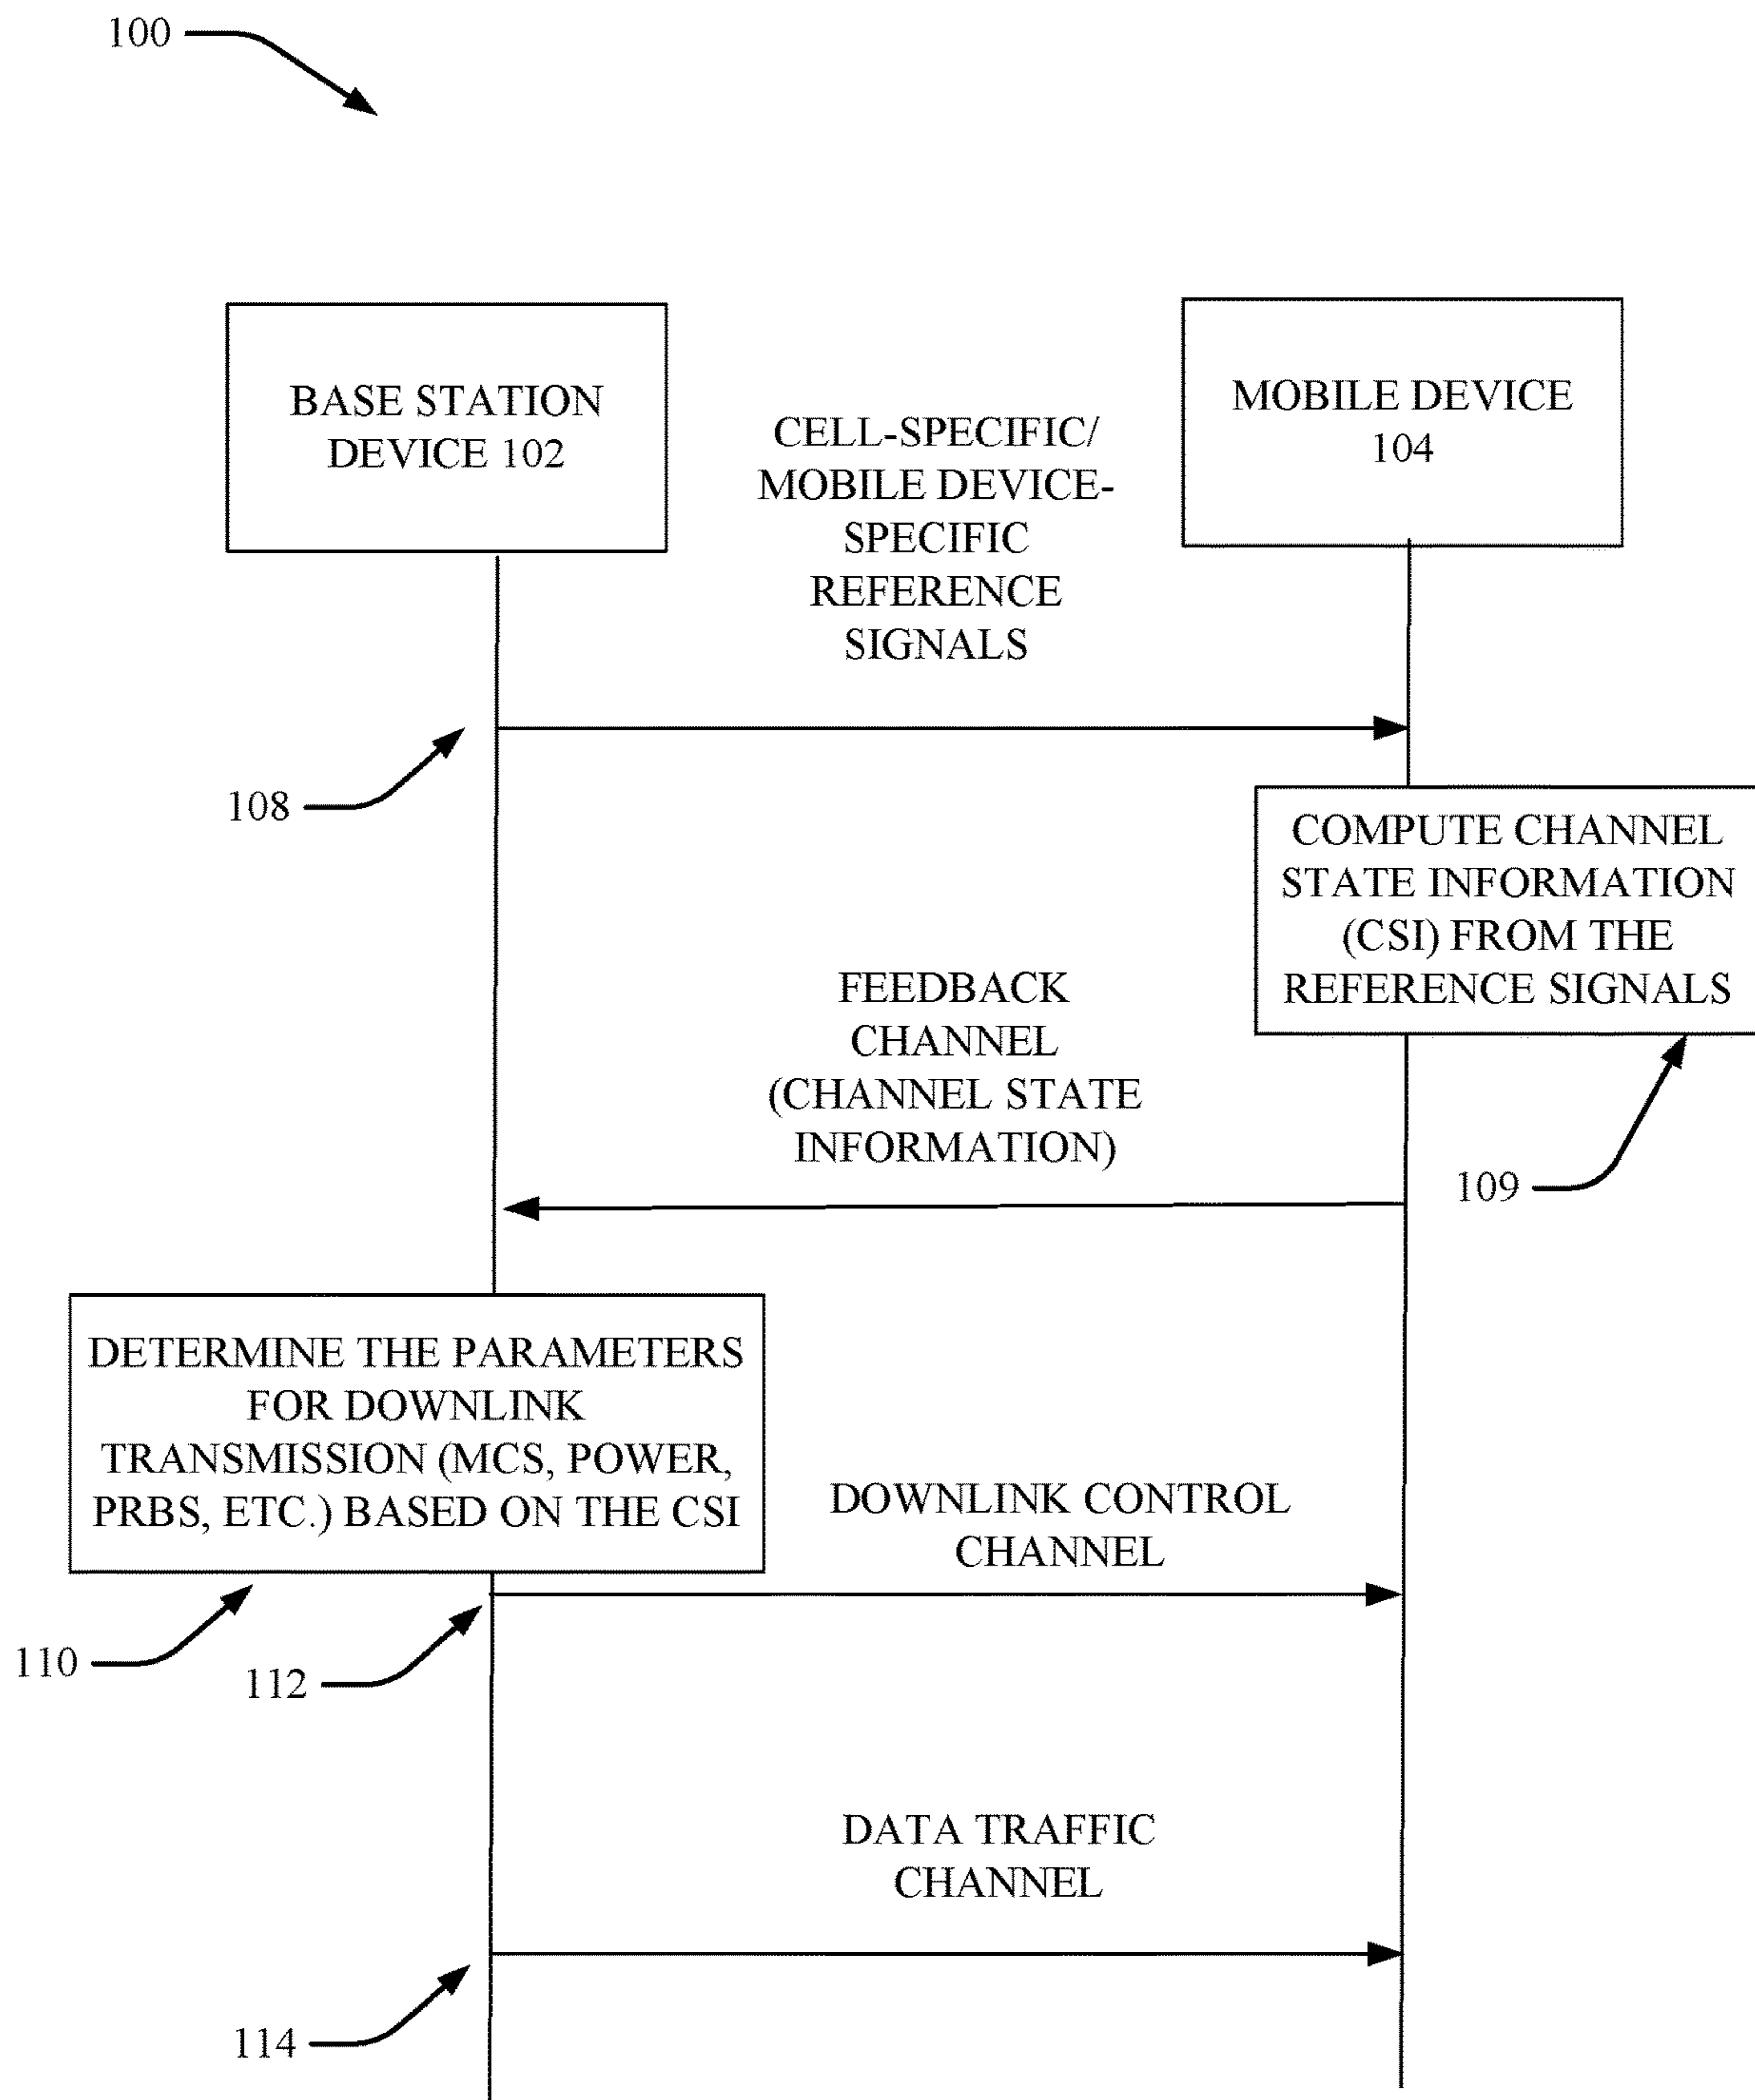 100
BASE STATION
DEVICE 102
MOBILE DEVICE
104
CELL-SPECIFIC/
MOBILE DEVICE-
SPECIFIC
REFERENCE
SIGNALS
108
COMPUTE CHANNEL
STATE INFORMATION
(CSI) FROM THE
REFERENCE SIGNALS
FEEDBACK
CHANNEL
(CHANNEL STATE
INFORMATION)
109
DETERMINE THE PARAMETERS
FOR DOWNLINK
TRANSMISSION (MCS, POWER,
PRBS, ETC.) BASED ON THE CSI
DOWNLINK CONTROL
CHANNEL
110
112
DATA TRAFFIC
CHANNEL
114